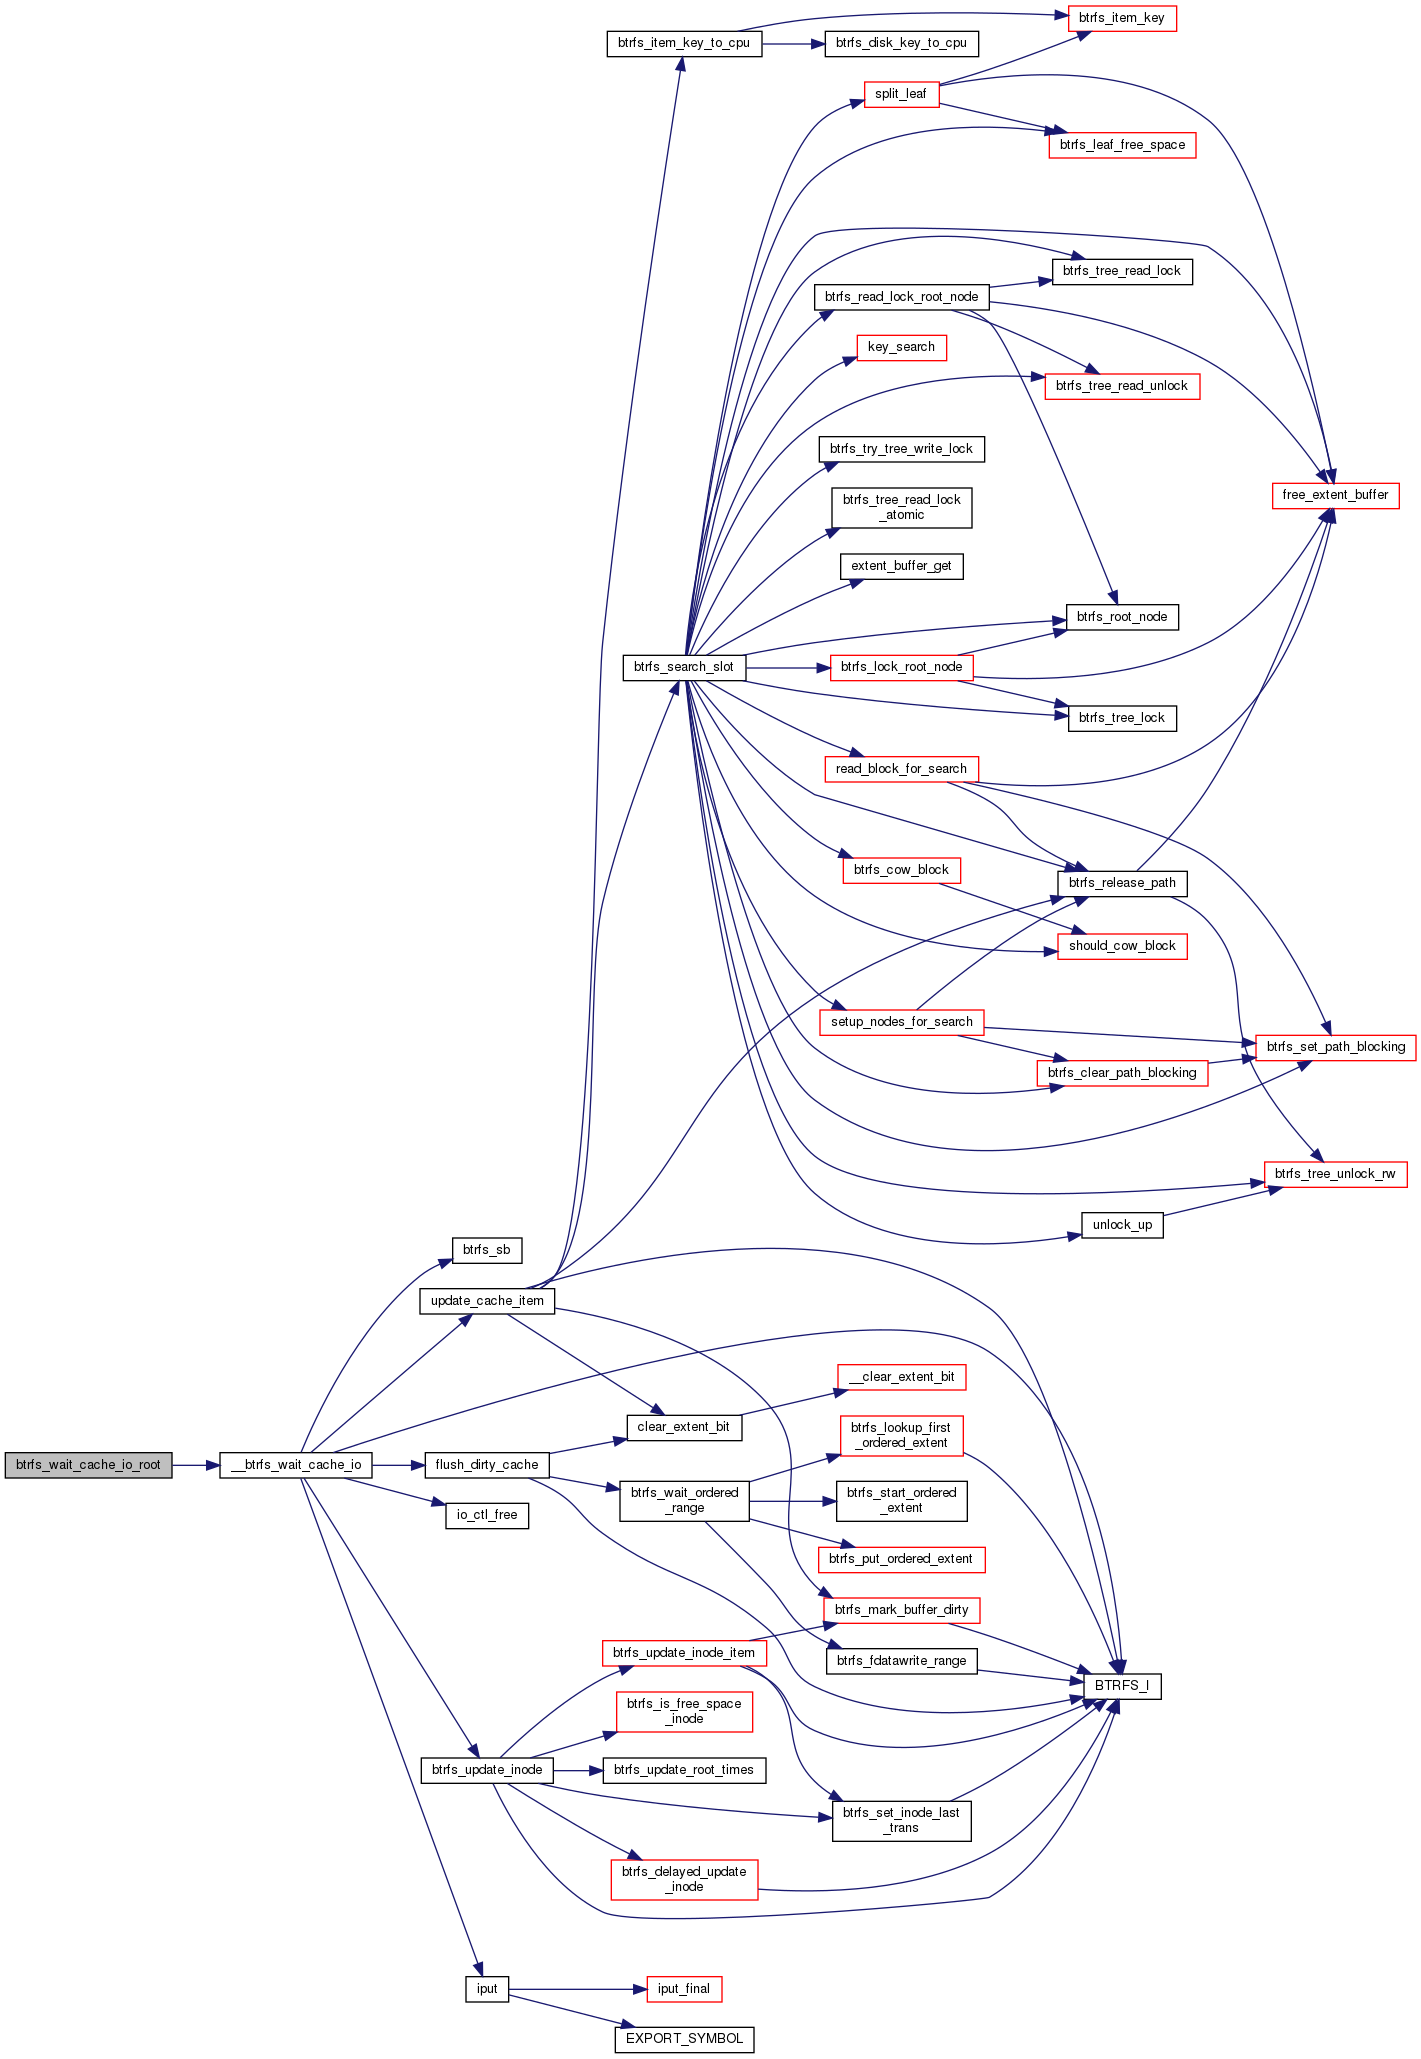 btrfs_item_key
btrfs_item_key_to_cpu
btrfs_disk_key_to_cpu
split_leaf
btrfs_leaf_free_space
btrfs_tree_read_lock
btrfs_read_lock_root_node
key_search
btrfs_tree_read_unlock
btrfs_try_tree_write_lock
btrfs_tree_read_lock
_atomic
free_extent_buffer
extent_buffer_get
btrfs_root_node
btrfs_search_slot
btrfs_lock_root_node
btrfs_tree_lock
read_block_for_search
btrfs_cow_block
btrfs_release_path
should_cow_block
setup_nodes_for_search
btrfs_set_path_blocking
btrfs_clear_path_blocking
btrfs_tree_unlock_rw
unlock_up
btrfs_sb
update_cache_item
__clear_extent_bit
clear_extent_bit
btrfs_lookup_first
_ordered_extent
btrfs_wait_cache_io_root
__btrfs_wait_cache_io
flush_dirty_cache
btrfs_wait_ordered
_range
btrfs_start_ordered
_extent
io_ctl_free
btrfs_put_ordered_extent
btrfs_mark_buffer_dirty
btrfs_update_inode_item
btrfs_fdatawrite_range
BTRFS_I
btrfs_is_free_space
_inode
btrfs_update_inode
btrfs_update_root_times
btrfs_set_inode_last
_trans
btrfs_delayed_update
_inode
iput
iput_final
EXPORT_SYMBOL